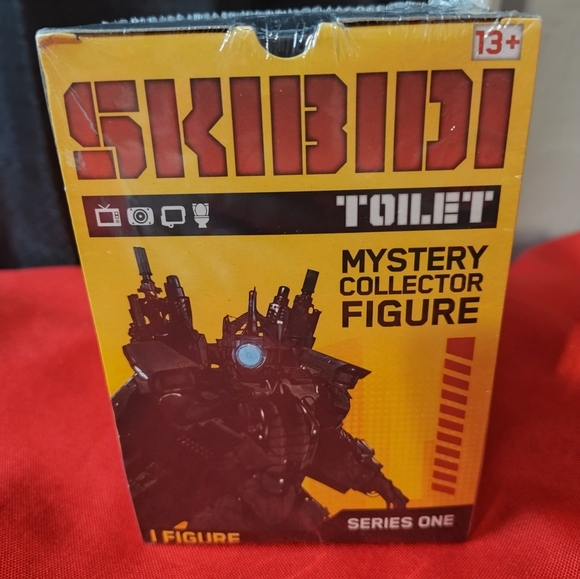 13+
SKIBIDI
TOILET
MYSTERY
COLLECTOR
FIGURE
SERIES ONE
1 FIGURE